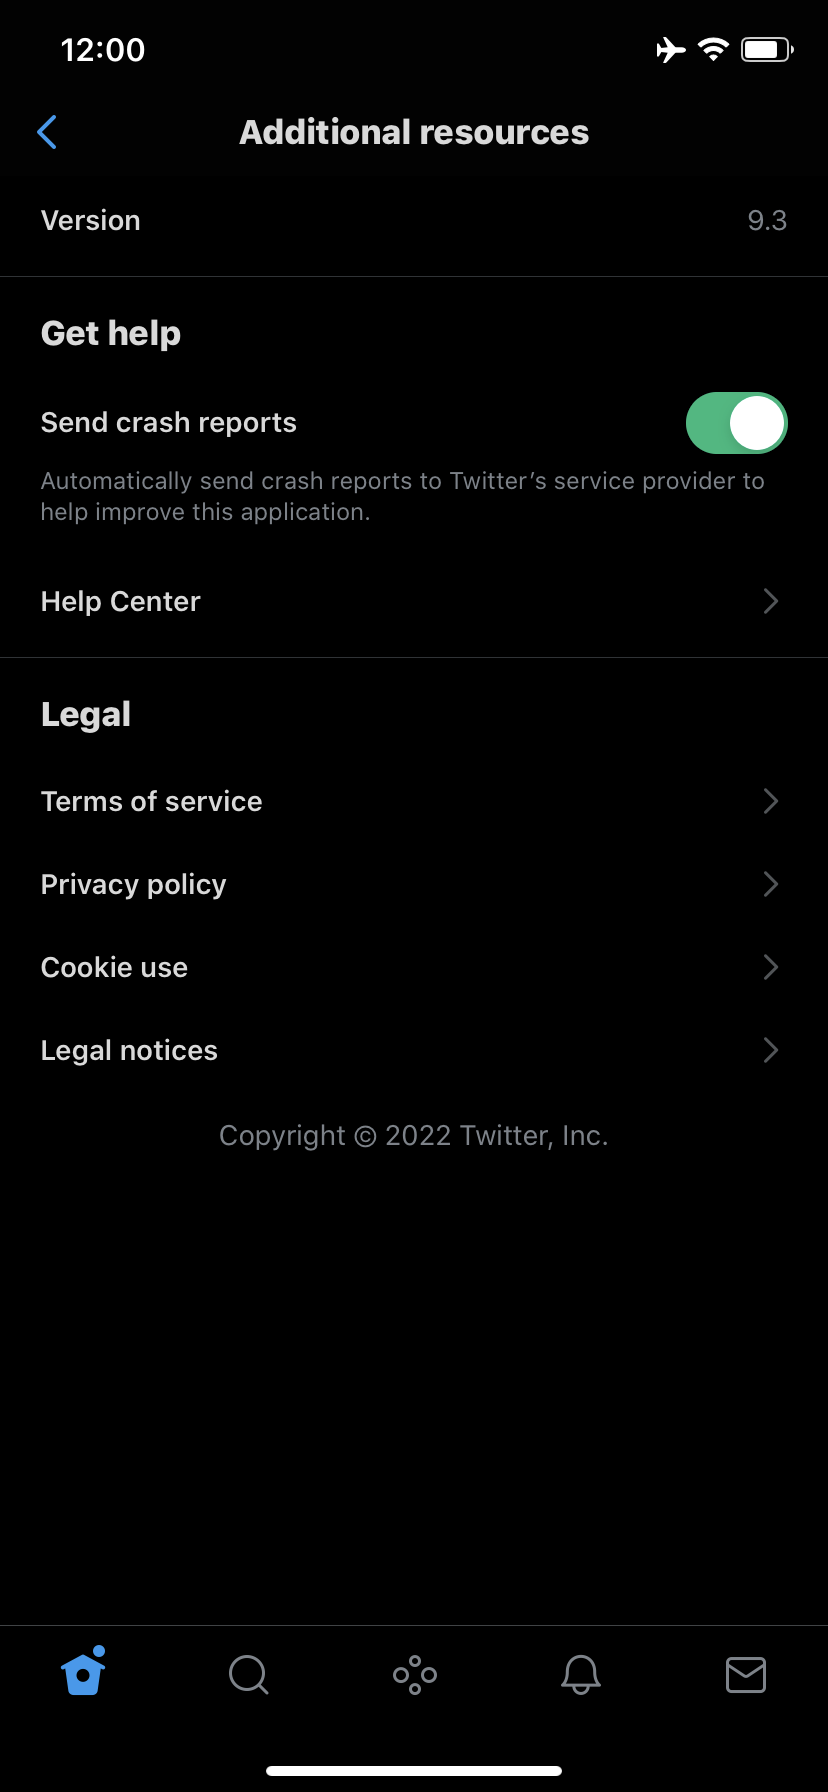 12:00
Additional resources
Version 9.3
Get help
Send crash reports
Automatically send crash reports to Twitter’s service provider to
help improve this application.
Help Center
Legal
Terms of service
Privacy policy
Cookie use
Legal notices
Copyright © 2022 Twitter, Inc.